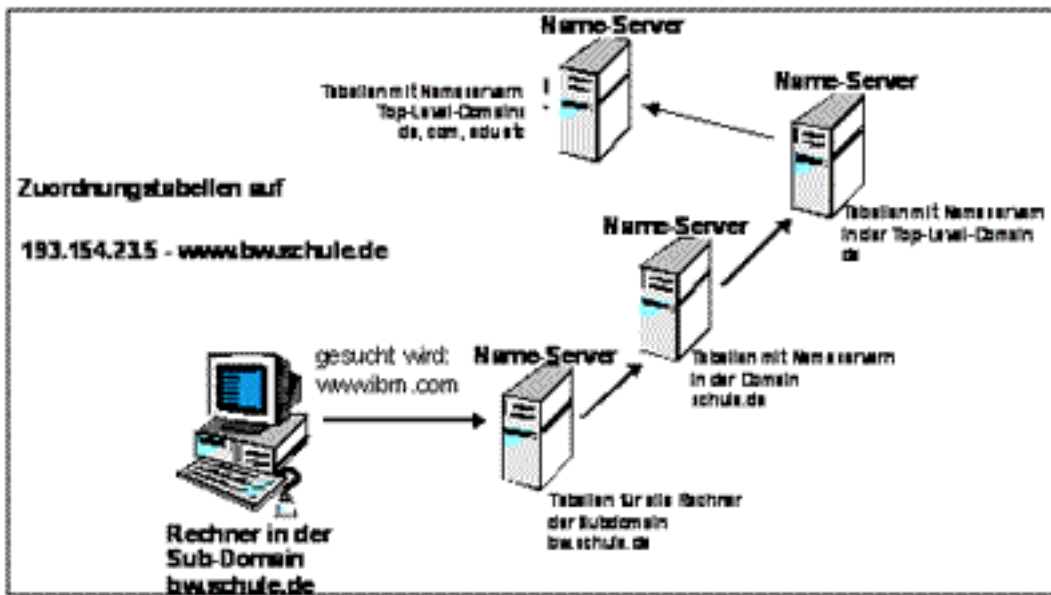 Name-Server
Tabellen mit Nameservern
Top-Level-Domains
de, com, edu etc
Name-Server
Tabellen mit Nameservern
in der Top-Level-Domain
de
Zuordnungstabellen auf
193.154.23.5 - www.bw.schule.de
Name-Server
Tabellen mit Nameservern
in der Domain
schule.de
gesucht wird:
www.ibm.com
Name-Server
Tabellen für alle Rechner
der Subdomain
bw.schule.de
Rechner in der
Sub-Domain
bw.schule.de